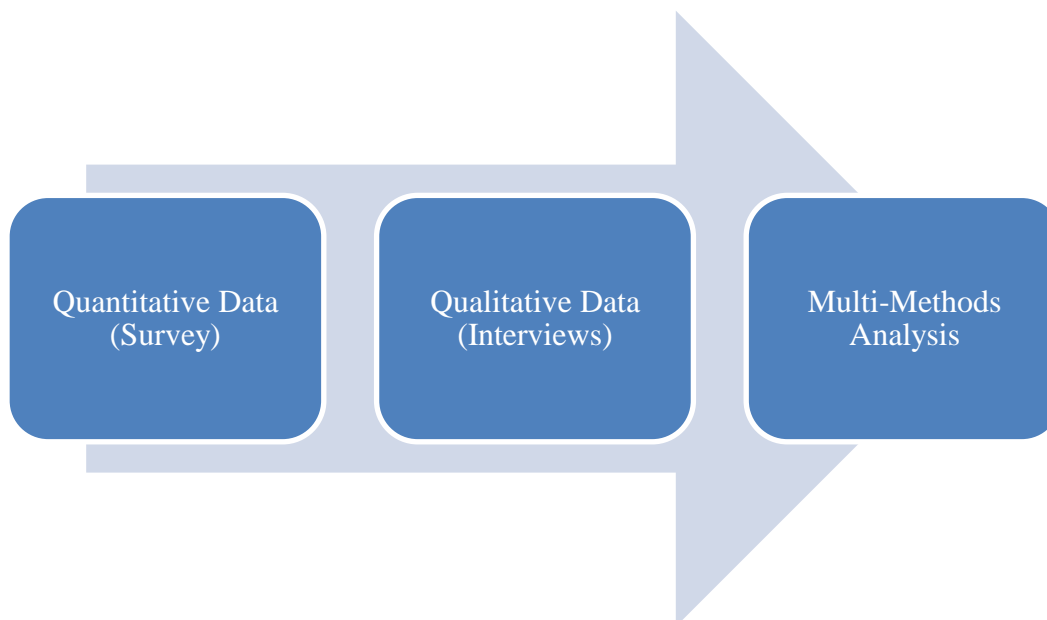 Quantitative Data
(Survey)
Qualitative Data
(Interviews)
Multi-Methods
Analysis